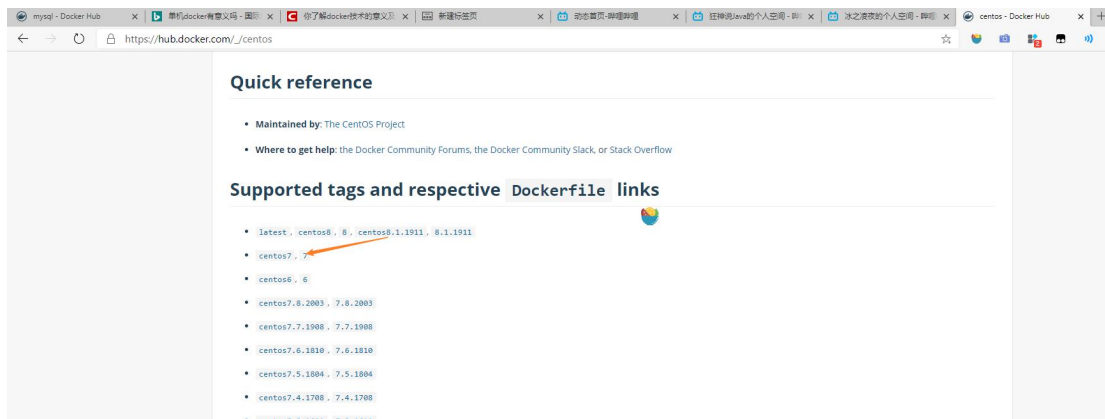 mysql - Docker Hub
单机docker有意义吗 - 国际
你了解docker技术的意义及
新建标签页
动态首页-哔哩哔哩
狂神说Java的个人空间 - 哔
冰之凌夜的个人空间 - 哔哩
centos - Docker Hub
https://hub.docker.com/_/centos
2
Quick reference
• Maintained by: The CentOS Project
• Where to get help: the Docker Community Forums, the Docker Community Slack, or Stack Overflow
Supported tags and respective Dockerfile links
• latest, centos8, 8, centos8.1.1911, 8.1.1911
• centos7, 7
• centos6, 6
• centos7.8.2003, 7.8.2003
• centos7.7.1908, 7.7.1908
• centos7.6.1810, 7.6.1810
• centos7.5.1804, 7.5.1804
• centos7.4.1708, 7.4.1708